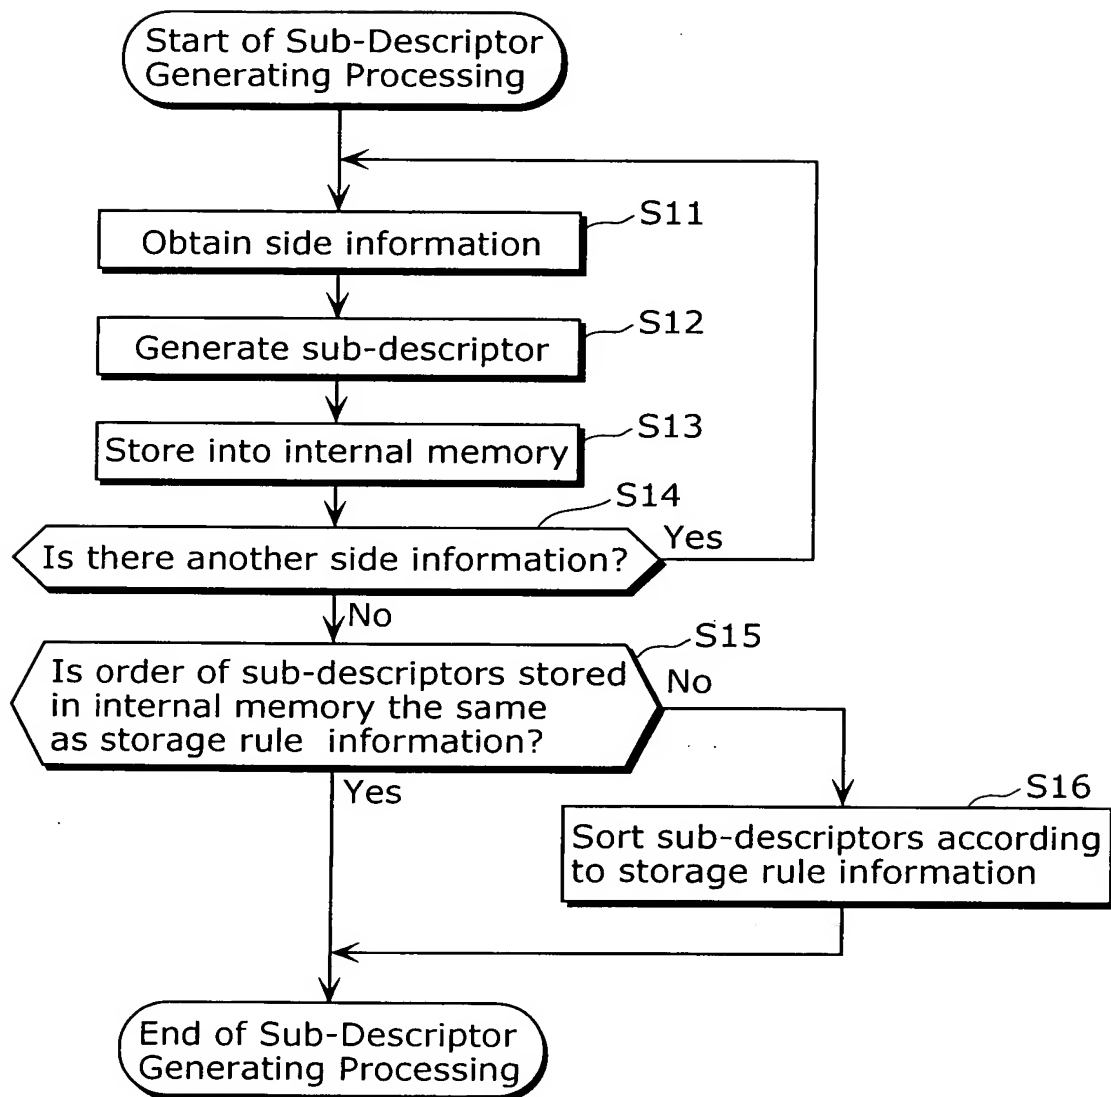 Start of Sub-Descriptor
Generating Processing
S11
Obtain side information
S12
Generate sub-descriptor
S13
Store into internal memory
S14
Is there another side information?
Yes
No
S15
Is order of sub-descriptors stored
in internal memory the same
as storage rule information?
No
Yes
S16
Sort sub-descriptors according
to storage rule information
End of Sub-Descriptor
Generating Processing